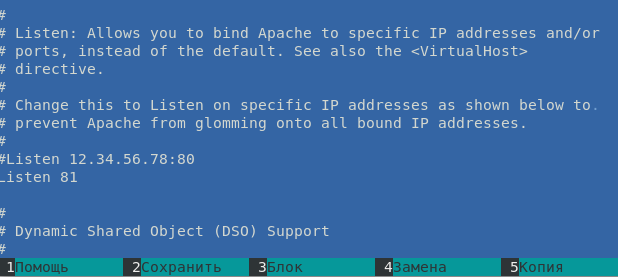 #
# Listen: Allows you to bind Apache to specific IP addresses and/or
# ports, instead of the default. See also the <VirtualHost>
# directive.
#
# Change this to Listen on specific IP addresses as shown below to.
# prevent Apache from glomming onto all bound IP addresses.
#
#Listen 12.34.56.78:80
Listen 81
#
# Dynamic Shared Object (DSO) Support
#
1Помощь 2Сохранить 3Блок 4Замена 5Копия